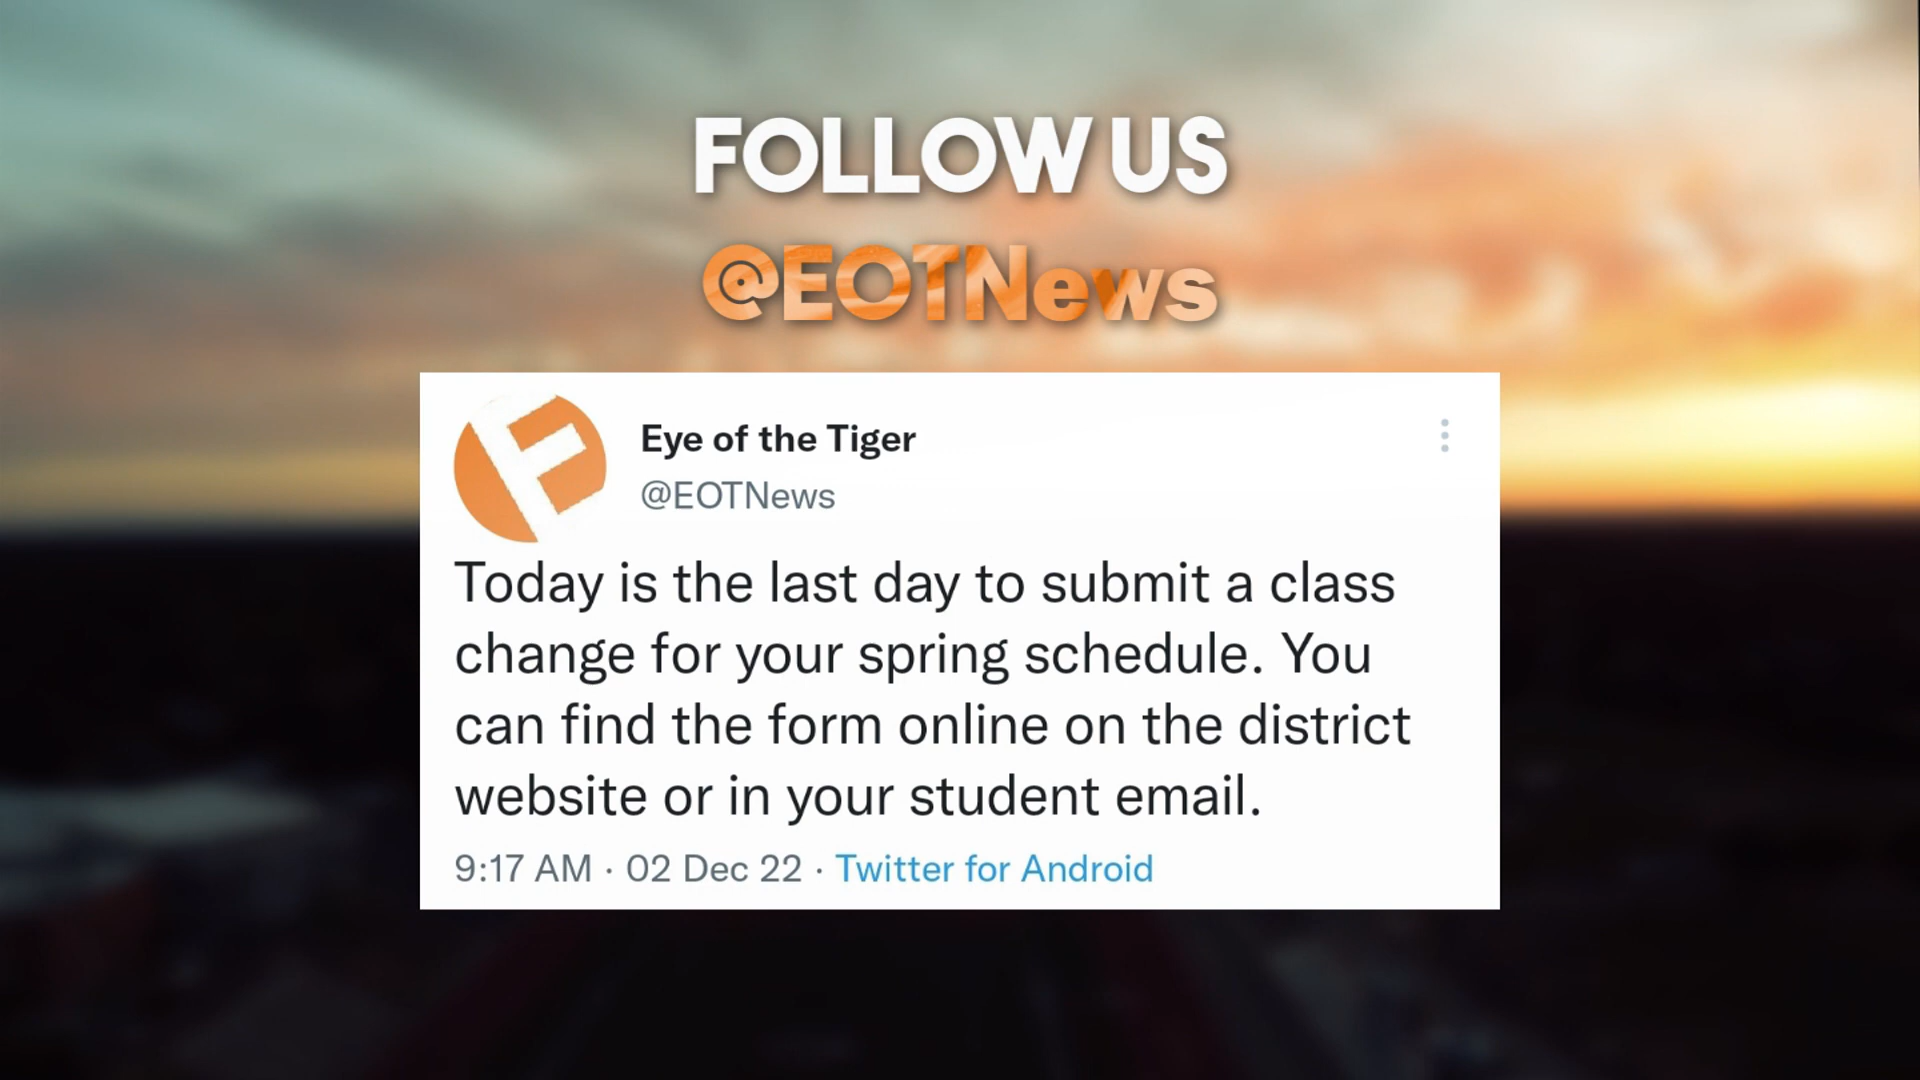 FOLLOW US
@EOTNews
Eye of the Tiger
@EOTNews
Today is the last day to submit a class
change for your spring schedule. You
can find the form online on the district
website or in your student email.
9:17 AM · 02 Dec 22 · Twitter for Android